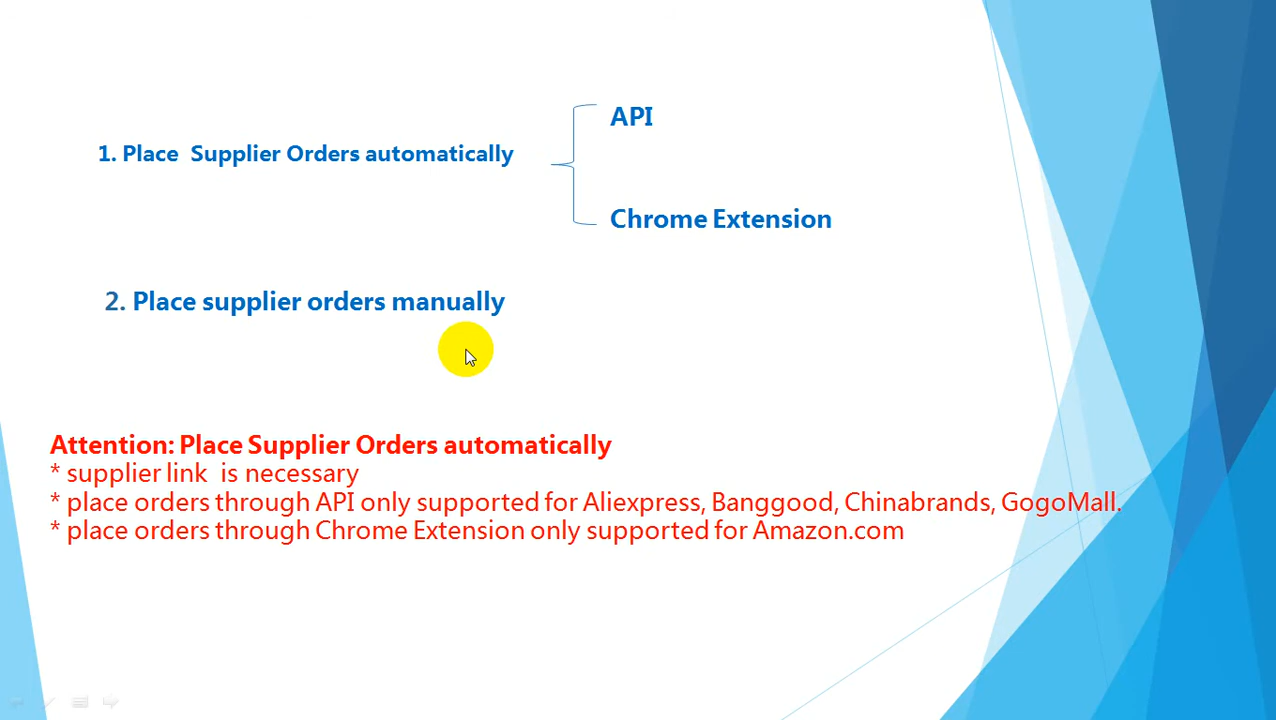 API
1. Place Supplier Orders automatically
Chrome Extension
2. Place supplier orders manually
Attention: Place Supplier Orders automatically
* supplier link is necessary
* place orders through API only supported for Aliexpress, Banggood, Chinabrands, GogoMall.
* place orders through Chrome Extension only supported for Amazon.com